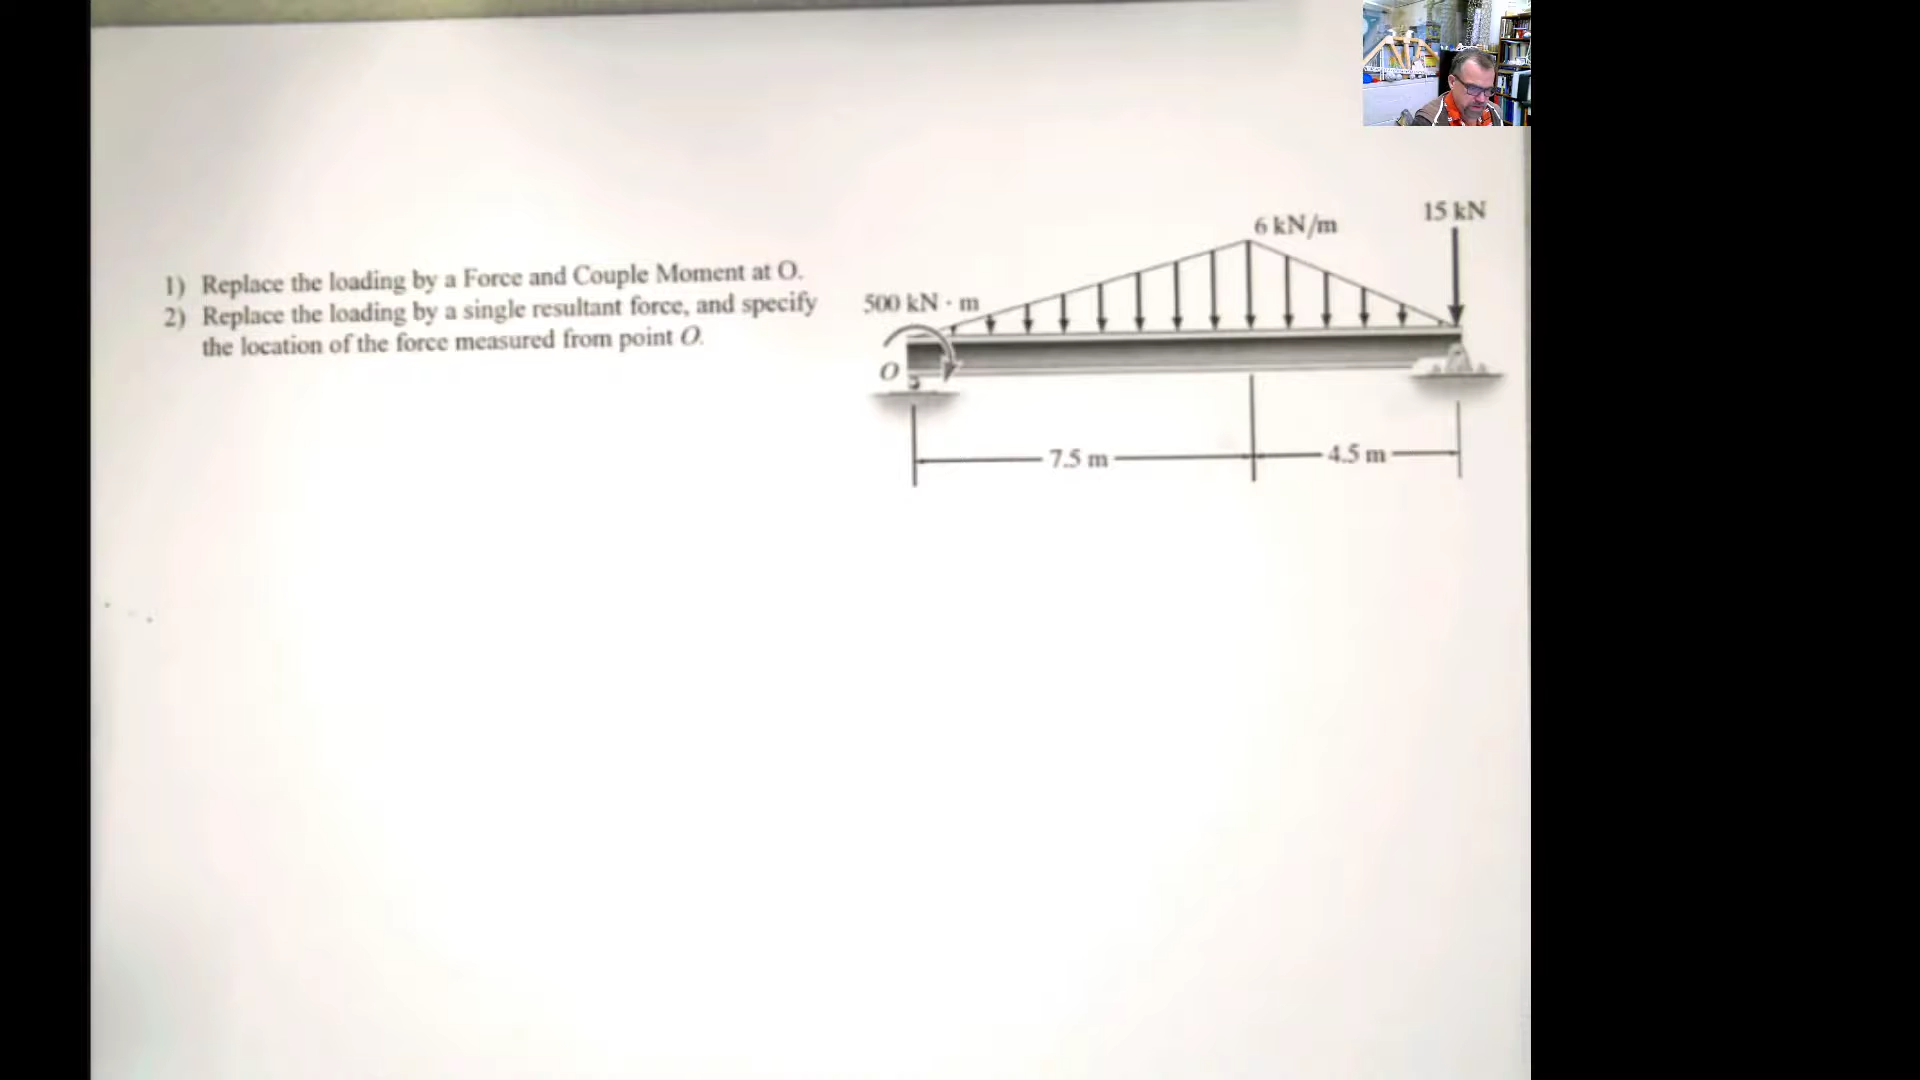 1) Replace the loading by a Force and Couple Moment at O.
2) Replace the loading by a single resultant force, and specify
the location of the force measured from point O.
6 kN/m
15 kN
500 kN · m
O
7.5 m
4.5 m